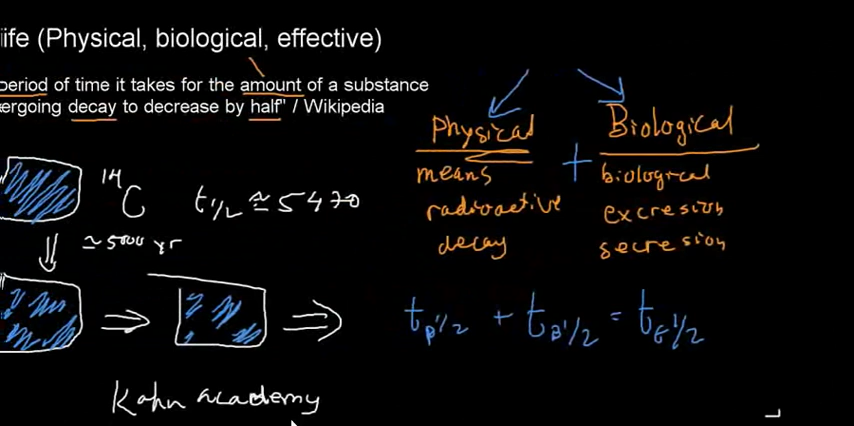 life (Physical, biological, effective)
period of time it takes for the amount of a substance
ergoing decay to decrease by half" / Wikipedia
Physical
means
radioactive
decay
+
Biological
biologrcal
excresion
secresion
14C t1/2 ≅ 5470
≅5000 yr
tp1/2 + tB1/2 = tE1/2
Kahn academy